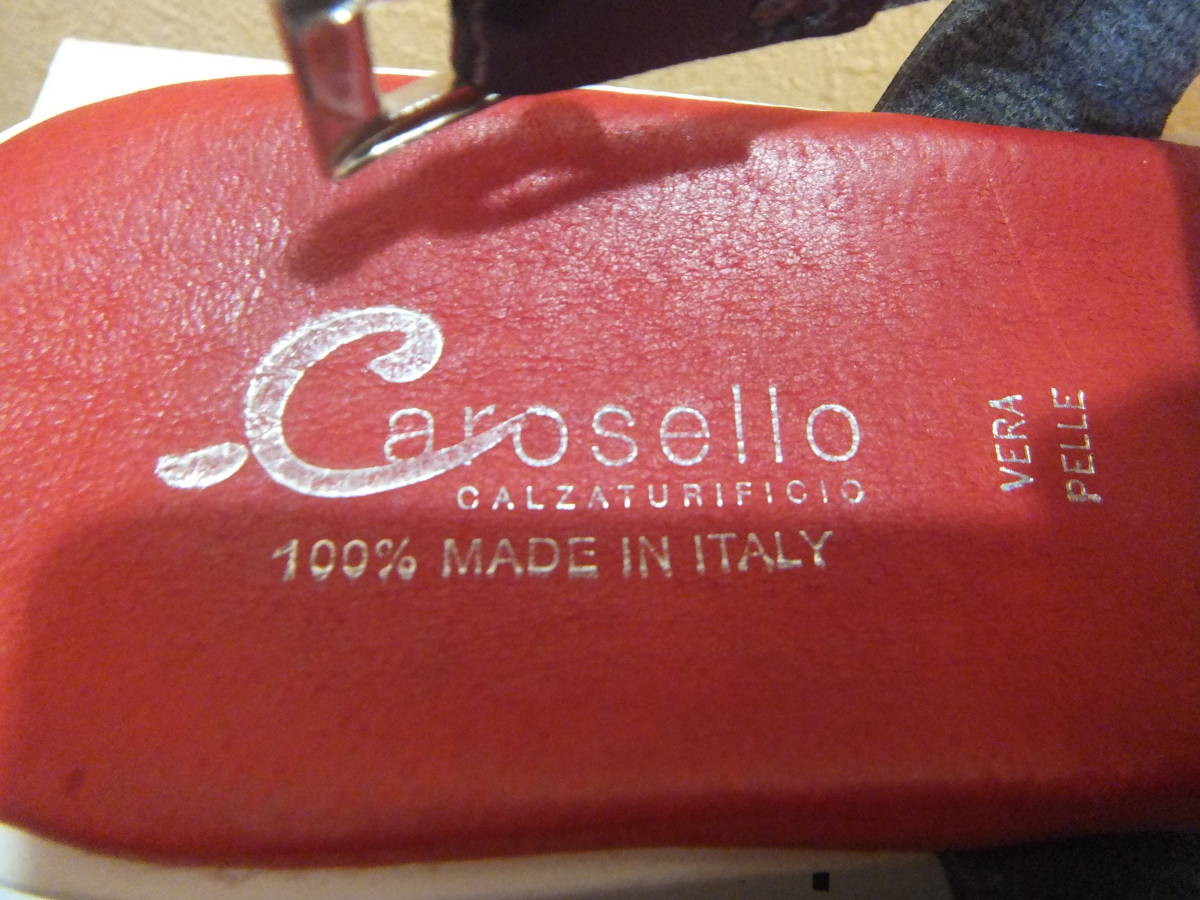 Carosello
CALZATURIFICIO
100% MADE IN ITALY
VERA
PELLE